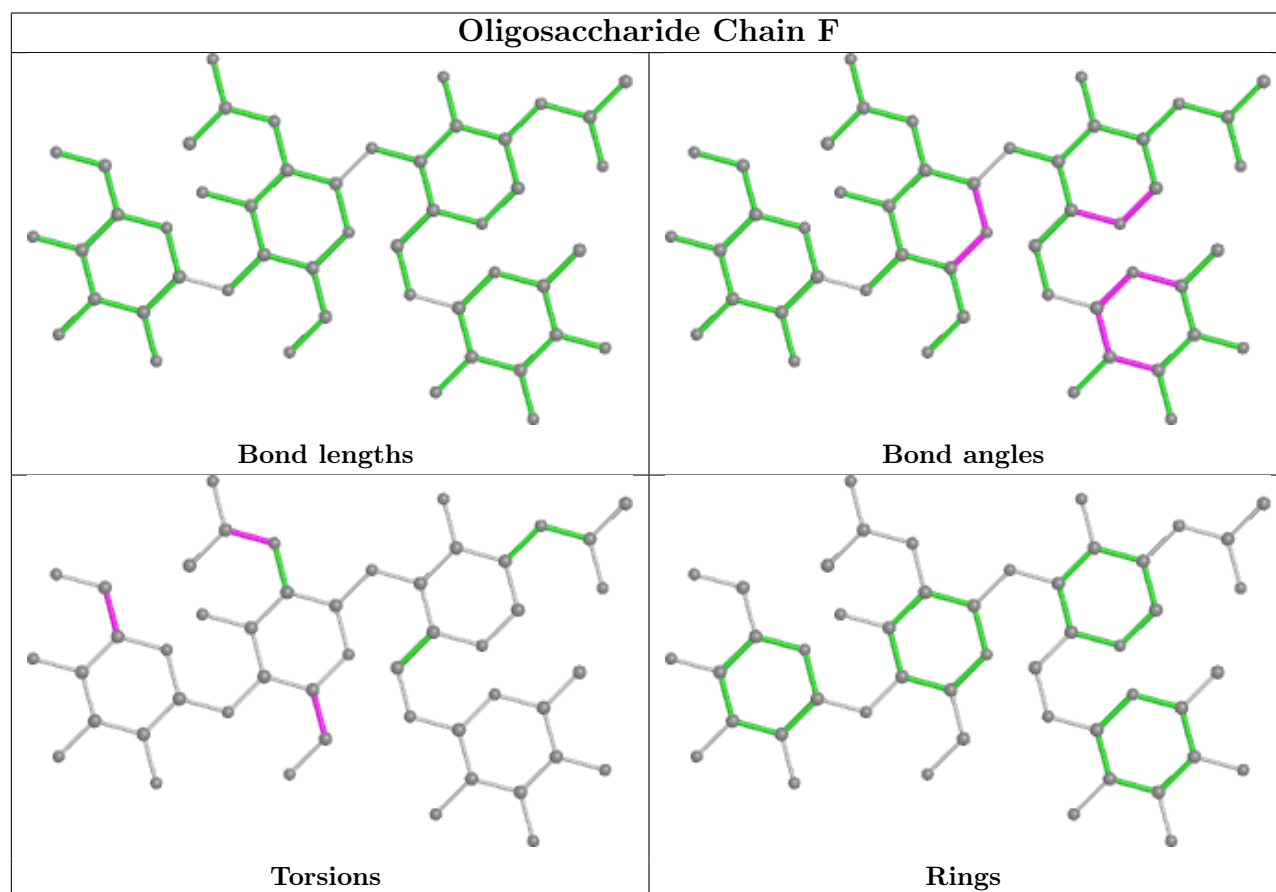 Oligosaccharide Chain F
Bond lengths
Bond angles
Torsions
Rings